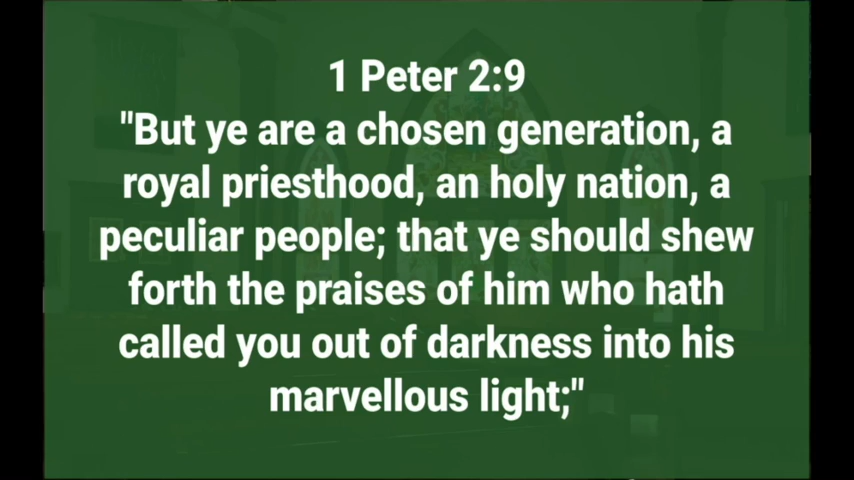 1 Peter 2:9
"But ye are a chosen generation, a
royal priesthood, an holy nation, a
peculiar people; that ye should shew
forth the praises of him who hath
called you out of darkness into his
marvellous light;"